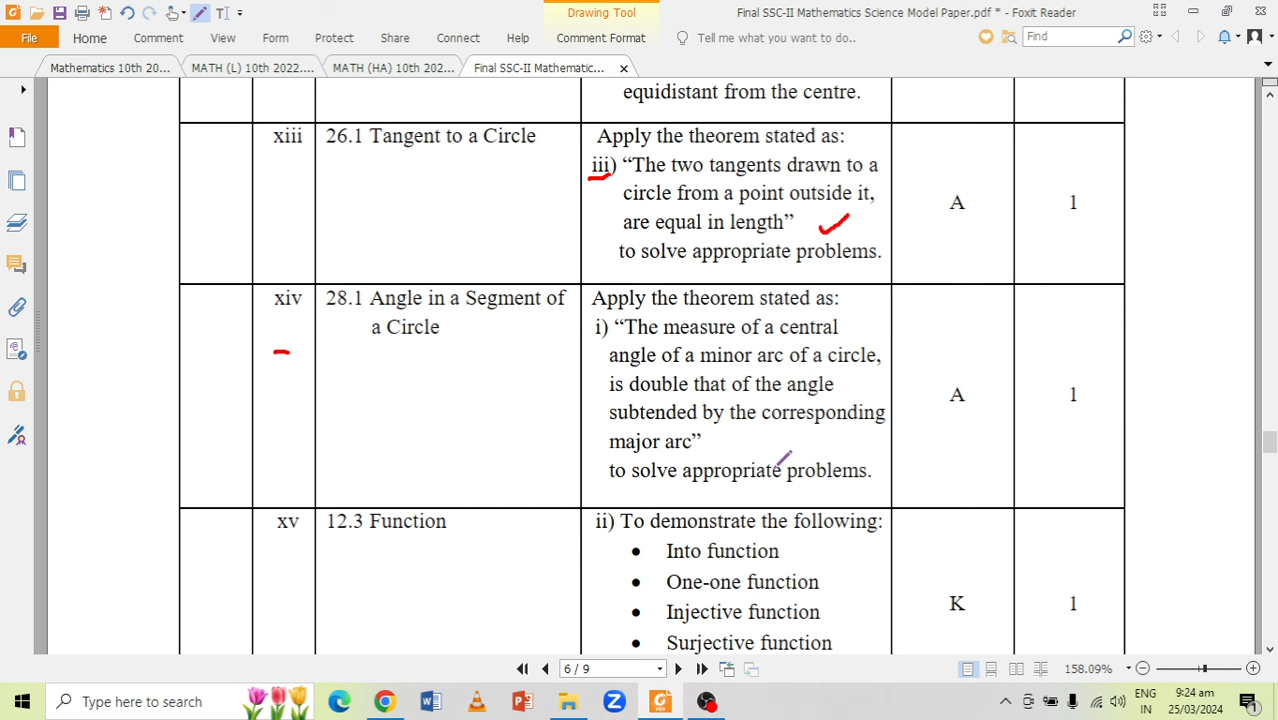 Drawing Tool
Final SSC-II Mathematics Science Model Paper.pdf * - Foxit Reader
File Home Comment View Form Protect Share Connect Help Comment Format Tell me what you want to do.. Find
Mathematics 10th 20... MATH (L) 10th 2022.... MATH (HA) 10th 202... Final SSC-II Mathematic...
equidistant from the centre.
xiii 26.1 Tangent to a Circle Apply the theorem stated as:
iii) “The two tangents drawn to a
circle from a point outside it,
are equal in length”
to solve appropriate problems.
A 1
xiv 28.1 Angle in a Segment of
a Circle
Apply the theorem stated as:
i) “The measure of a central
angle of a minor arc of a circle,
is double that of the angle
subtended by the corresponding
major arc”
to solve appropriate problems.
A 1
xv 12.3 Function ii) To demonstrate the following:
• Into function
• One-one function
• Injective function
• Surjective function
K 1
6 / 9 158.09%
Type here to search
ENG
IN
9:24 am
25/03/2024
1